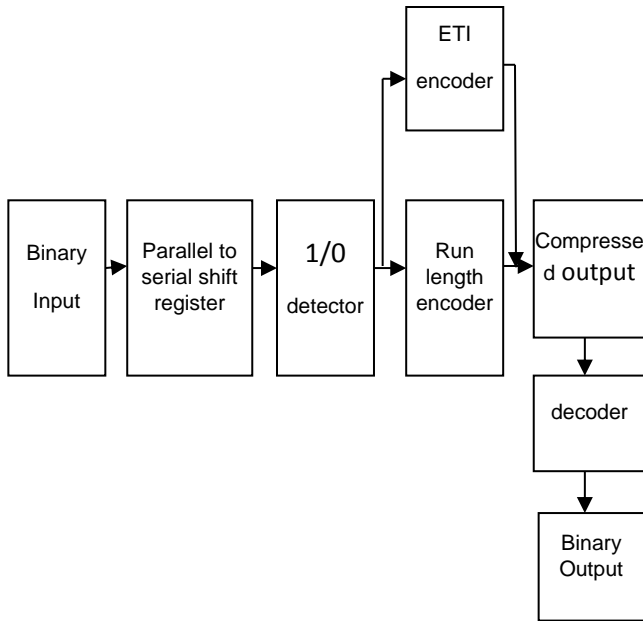 ETI
encoder
Binary
Input
Parallel to
serial shift
register
1/0
detector
Run
length
encoder
Compresse
d output
decoder
Binary
Output